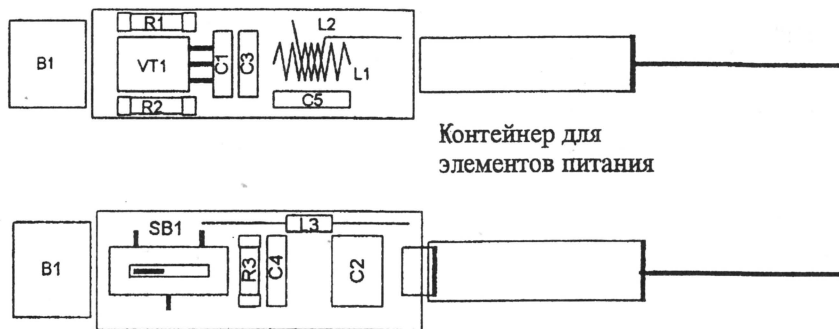 R1
L2
B1
VT1
C1
C3
L1
R2
C5
Контейнер для
элементов питания
SB1
L3
B1
R3
C4
C2